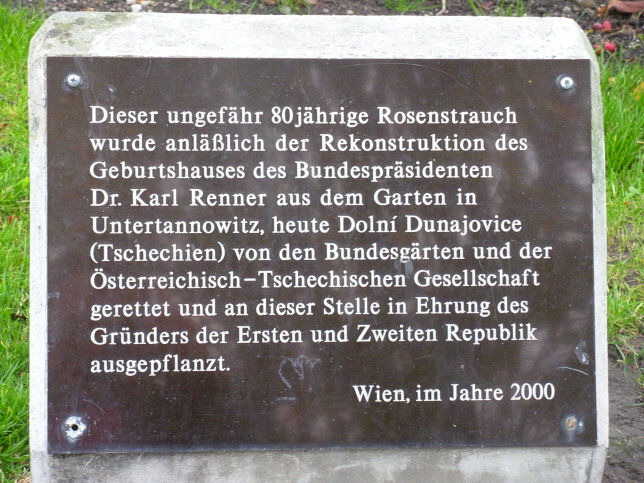 Dieser ungefähr 80jährige Rosenstrauch
wurde anläßlich der Rekonstruktion des
Geburtshauses des Bundespräsidenten
Dr. Karl Renner aus dem Garten in
Untertannowitz, heute Dolní Dunajovice
(Tschechien) von den Bundesgärten und der
Österreichisch-Tschechischen Gesellschaft
gerettet und an dieser Stelle in Ehrung des
Gründers der Ersten und Zweiten Republik
ausgepflanzt.
Wien, im Jahre 2000